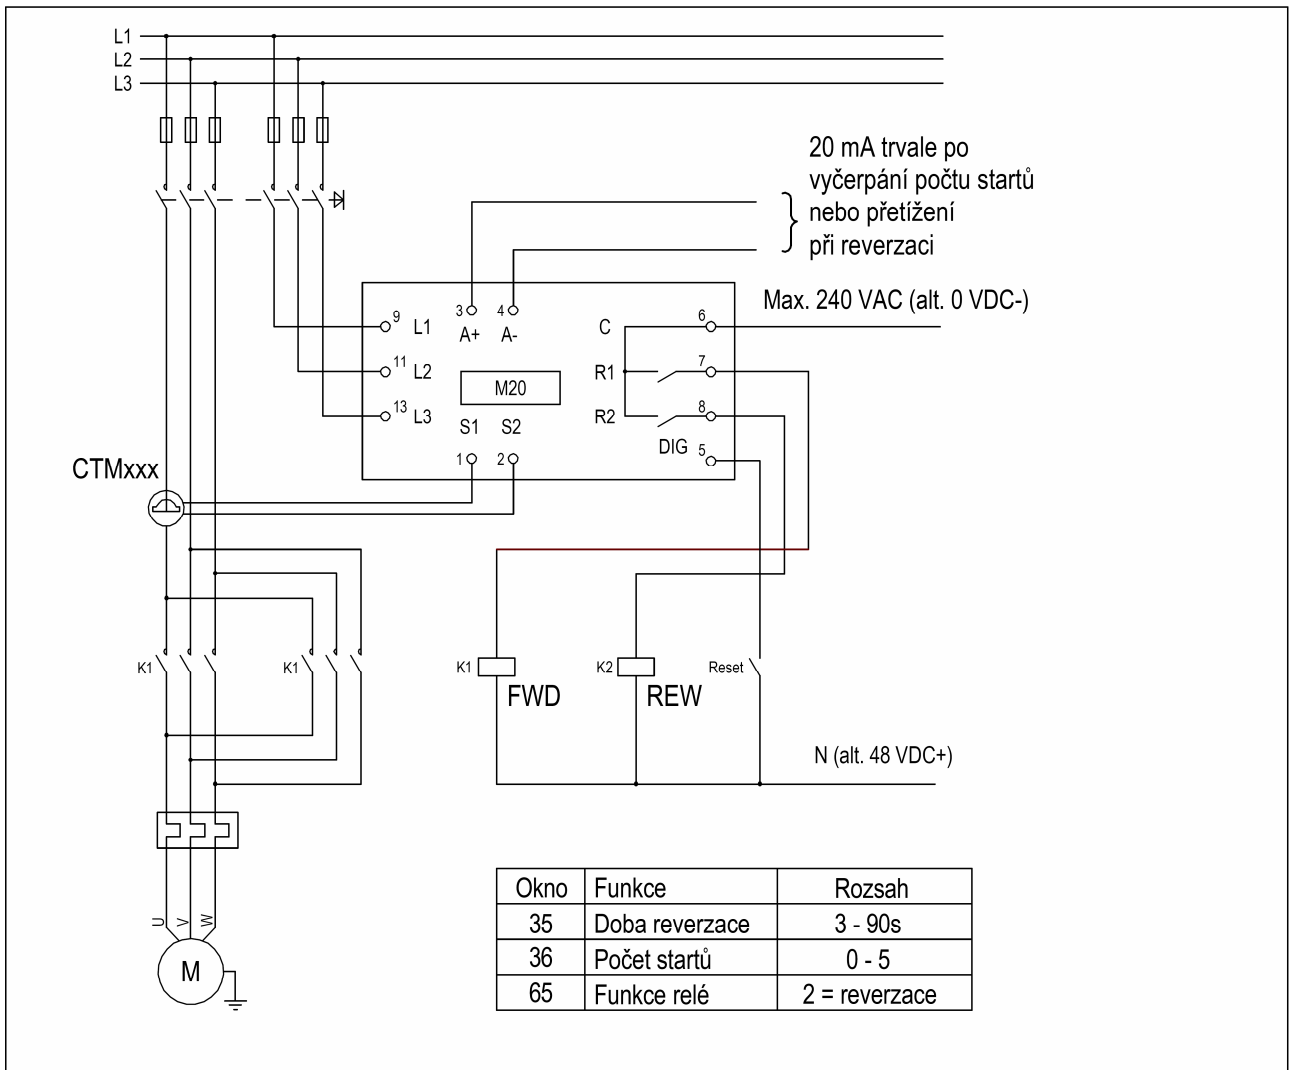 L1
L2
L3
20 mA trvale po
vyčerpání počtu startů
nebo přetížení
při reverzaci
Max. 240 VAC (alt. 0 VDC-)
3 4 6
9 L1 A+ A- C
11 L2 M20 R1 7
13 L3 R2 8
S1 S2 DIG 5
1 2
CTMxxx
K1 K1 K1 K2 Reset
FWD REW
N (alt. 48 VDC+)
U V W
M
Okno Funkce Rozsah
35 Doba reverzace 3 - 90s
36 Počet startů 0 - 5
65 Funkce relé 2 = reverzace